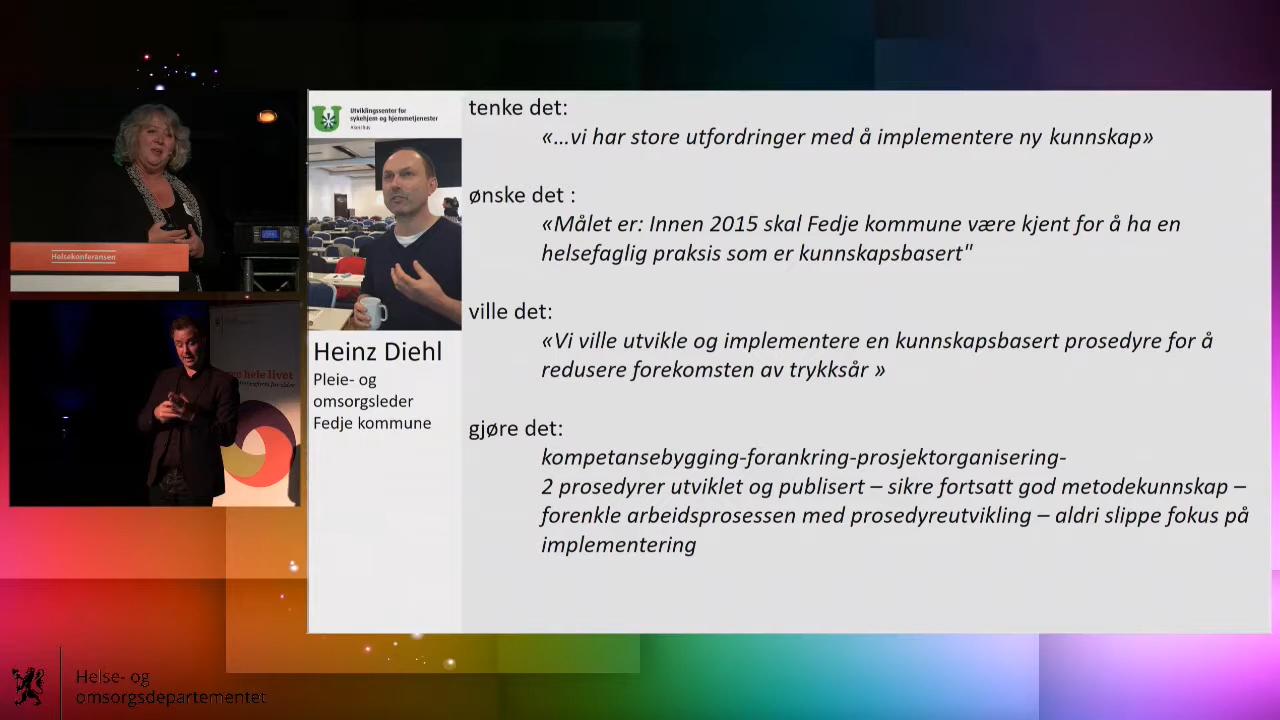 Utviklingssenter for
sykehjem og hjemmetjenester
Helsekonferansen
tenke det:
«…vi har store utfordringer med å implementere ny kunnskap»
ønske det :
«Målet er: Innen 2015 skal Fedje kommune være kjent for å ha en
helsefaglig praksis som er kunnskapsbasert"
ville det:
«Vi ville utvikle og implementere en kunnskapsbasert prosedyre for å
redusere forekomsten av trykksår »
gjøre det:
kompetansebygging-forankring-prosjektorganisering-
2 prosedyrer utviklet og publisert – sikre fortsatt god metodekunnskap –
forenkle arbeidsprosessen med prosedyreutvikling – aldri slippe fokus på
implementering
Heinz Diehl
Pleie- og
omsorgsleder
Fedje kommune
hele livet
Helse- og
omsorgsdepartementet